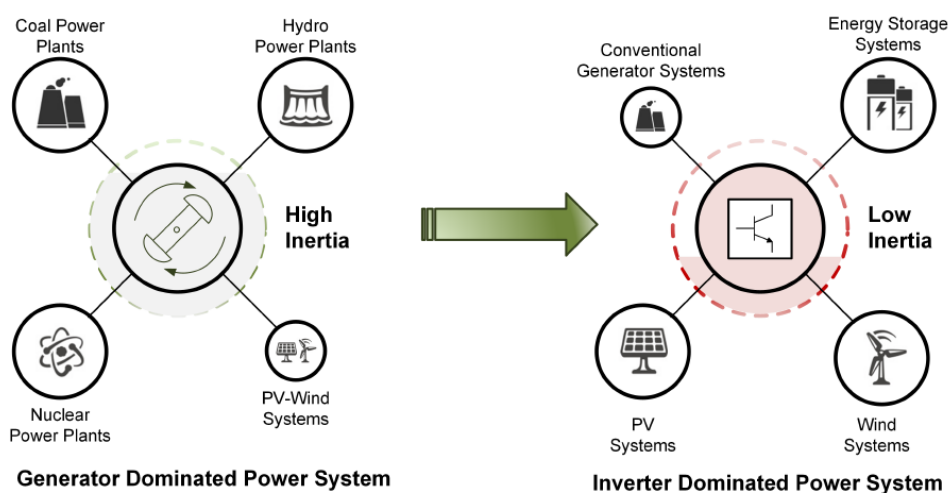 Coal Power
Plants
Hydro
Power Plants
High
Inertia
Nuclear
Power Plants
PV-Wind
Systems
Generator Dominated Power System
Conventional
Generator Systems
Energy Storage
Systems
Low
Inertia
PV
Systems
Wind
Systems
Inverter Dominated Power System